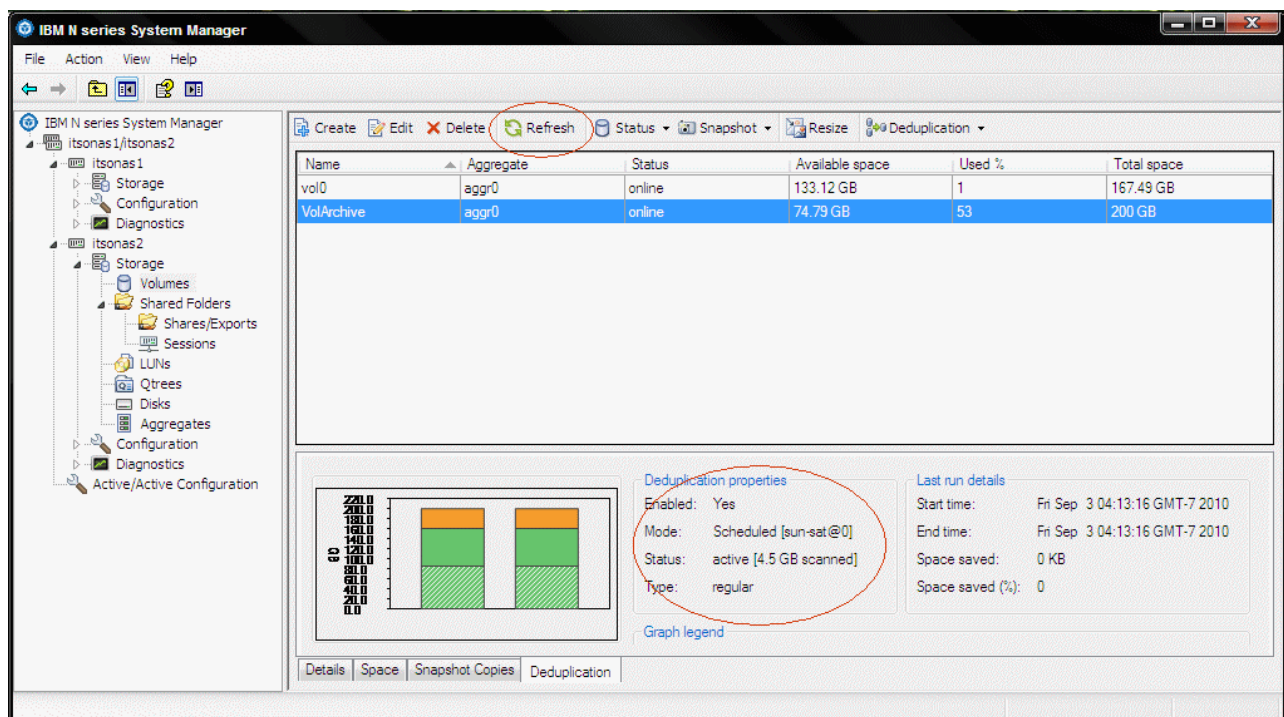 IBM N series System Manager
File Action View Help
IBM N series System Manager
itsonas1/itsonas2
itsonas1
Storage
Configuration
Diagnostics
itsonas2
Storage
Volumes
Shared Folders
Shares/Exports
Sessions
LUNs
Qtrees
Disks
Aggregates
Configuration
Diagnostics
Active/Active Configuration
Create Edit Delete Refresh Status Snapshot Resize Deduplication
Name Aggregate Status Available space Used % Total space
vol0 aggr0 online 133.12 GB 1 167.49 GB
VolArchive aggr0 online 74.79 GB 53 200 GB
GB
220.0
200.0
180.0
160.0
140.0
120.0
100.0
80.0
60.0
40.0
20.0
0.0
Deduplication properties
Enabled: Yes
Mode: Scheduled [sun-sat@0]
Status: active [4.5 GB scanned]
Type: regular
Last run details
Start time: Fri Sep 3 04:13:16 GMT-7 2010
End time: Fri Sep 3 04:13:16 GMT-7 2010
Space saved: 0 KB
Space saved (%): 0
Graph legend
Details Space Snapshot Copies Deduplication